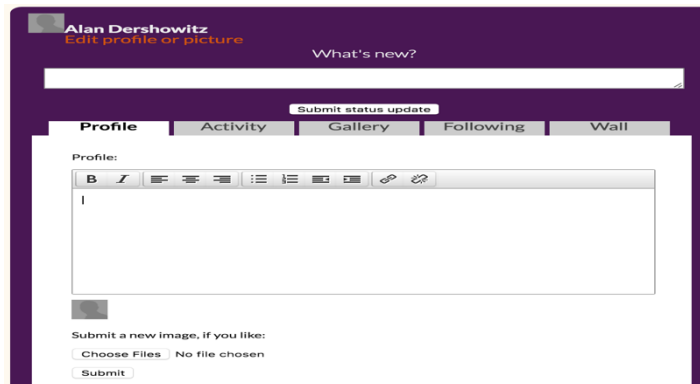 Alan Dershowitz
Edit profile or picture
What's new?
Submit status update
Profile Activity Gallery Following Wall
Profile:
B I
Submit a new image, if you like:
Choose Files No file chosen
Submit